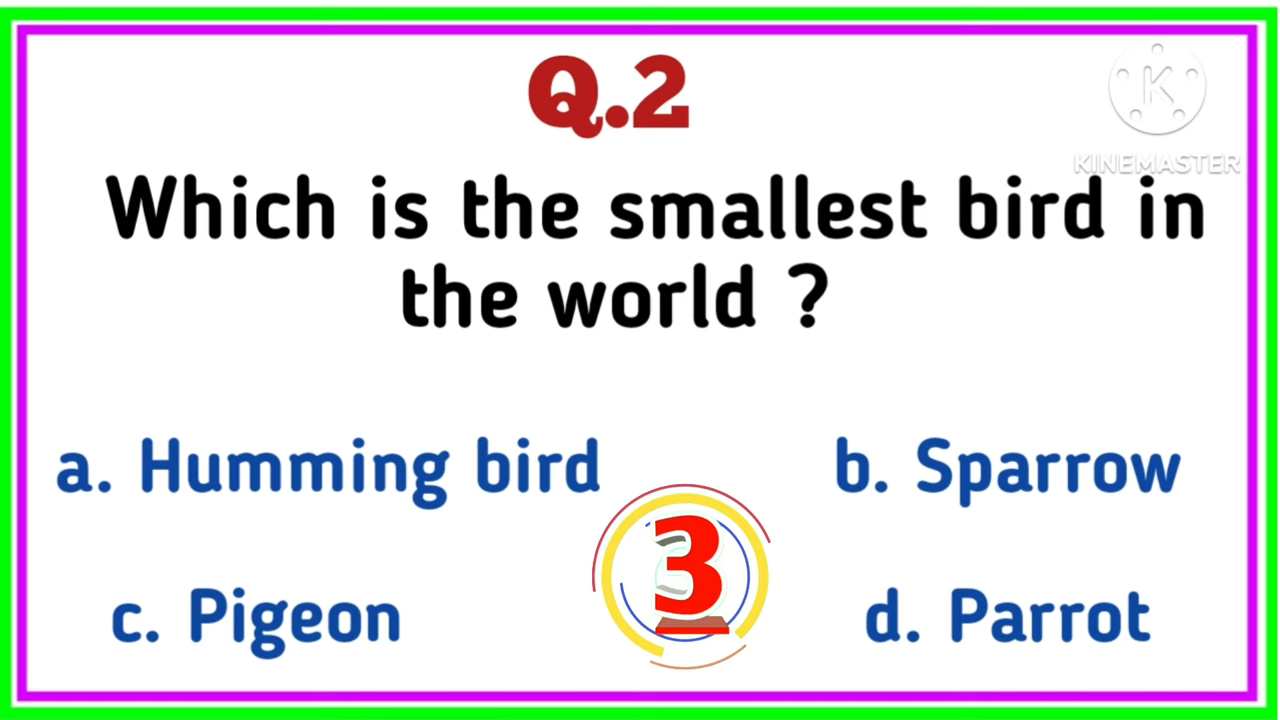 Q.2
K
KINEMASTER
Which is the smallest bird in
the world ?
a. Humming bird
b. Sparrow
3
c. Pigeon
d. Parrot